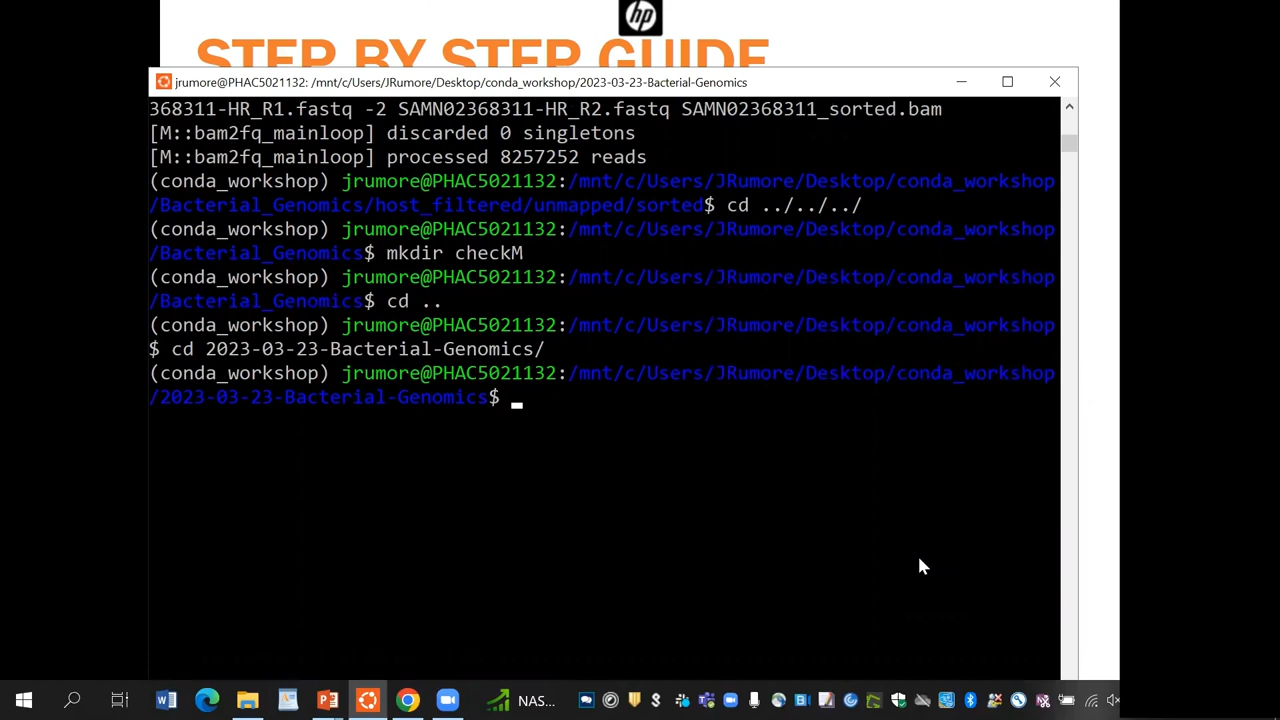 hp
STEP BY STEP GUIDE
jrumore@PHAC5021132: /mnt/c/Users/JRumore/Desktop/conda_workshop/2023-03-23-Bacterial-Genomics
368311-HR_R1.fastq -2 SAMN02368311-HR_R2.fastq SAMN02368311_sorted.bam
[M::bam2fq_mainloop] discarded 0 singletons
[M::bam2fq_mainloop] processed 8257252 reads
(conda_workshop) jrumore@PHAC5021132:/mnt/c/Users/JRumore/Desktop/conda_workshop
/Bacterial_Genomics/host_filtered/unmapped/sorted$ cd ../../../
(conda_workshop) jrumore@PHAC5021132:/mnt/c/Users/JRumore/Desktop/conda_workshop
/Bacterial_Genomics$ mkdir checkM
(conda_workshop) jrumore@PHAC5021132:/mnt/c/Users/JRumore/Desktop/conda_workshop
/Bacterial_Genomics$ cd ..
(conda_workshop) jrumore@PHAC5021132:/mnt/c/Users/JRumore/Desktop/conda_workshop
$ cd 2023-03-23-Bacterial-Genomics/
(conda_workshop) jrumore@PHAC5021132:/mnt/c/Users/JRumore/Desktop/conda_workshop
/2023-03-23-Bacterial-Genomics$
NAS...